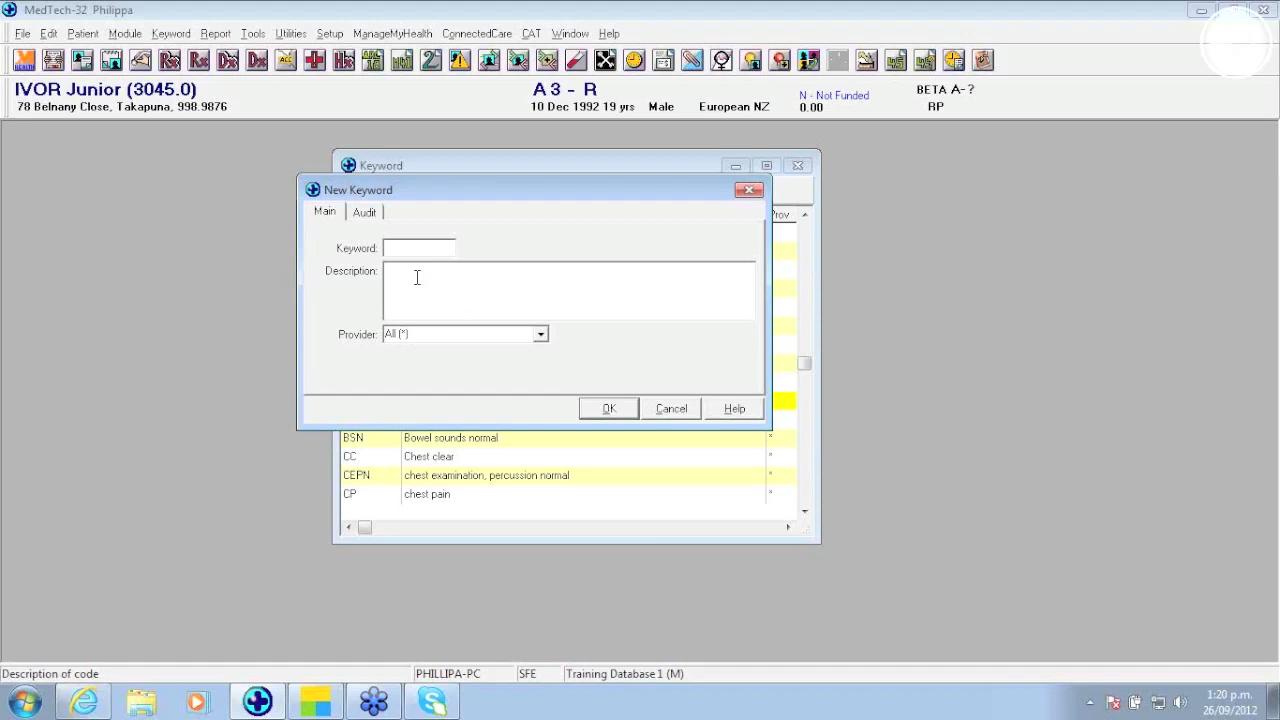 MedTech-32 Philippa
File Edit Patient Module Keyword Report Tools Utilities Setup ManageMyHealth ConnectedCare CAT Window Help
IVOR Junior (3045.0) A 3 - R N - Not Funded BETA A-?
78 Belnany Close, Takapuna, 998.9876 10 Dec 1992 19 yrs Male European NZ 0.00 RP
Keyword
New Keyword
Main Audit
Prov
Keyword:
Description:
Provider: All (*)
OK Cancel Help
BSN Bowel sounds normal *
CC Chest clear *
CEPN chest examination, percussion normal *
CP chest pain *
Description of code PHILLIPA-PC SFE Training Database1 (M)
1:20 p.m.
26/09/2012